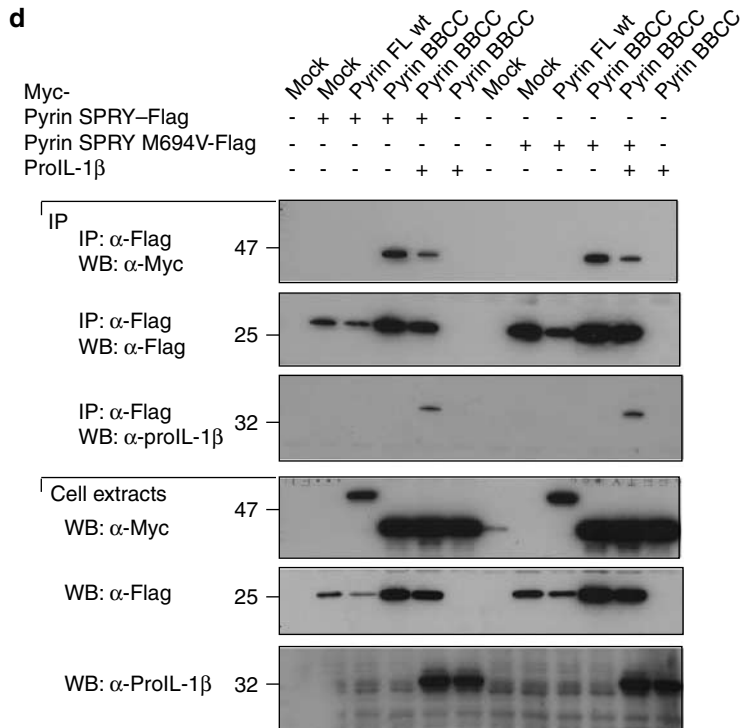 d
Mock Mock Pyrin FL wt Pyrin BBCC Pyrin BBCC Pyrin BBCC Mock Mock Pyrin FL wt Pyrin BBCC Pyrin BBCC Pyrin BBCC
Myc-
Pyrin SPRY–Flag - + + + + - - - - - - -
Pyrin SPRY M694V-Flag - - - - - - - + + + + -
ProIL-1β - - - - + + - - - - + +
IP
IP: α-Flag
WB: α-Myc
47
IP: α-Flag
WB: α-Flag
25
IP: α-Flag
WB: α-proIL-1β
32
Cell extracts
WB: α-Myc
47
WB: α-Flag
25
WB: α-ProIL-1β
32